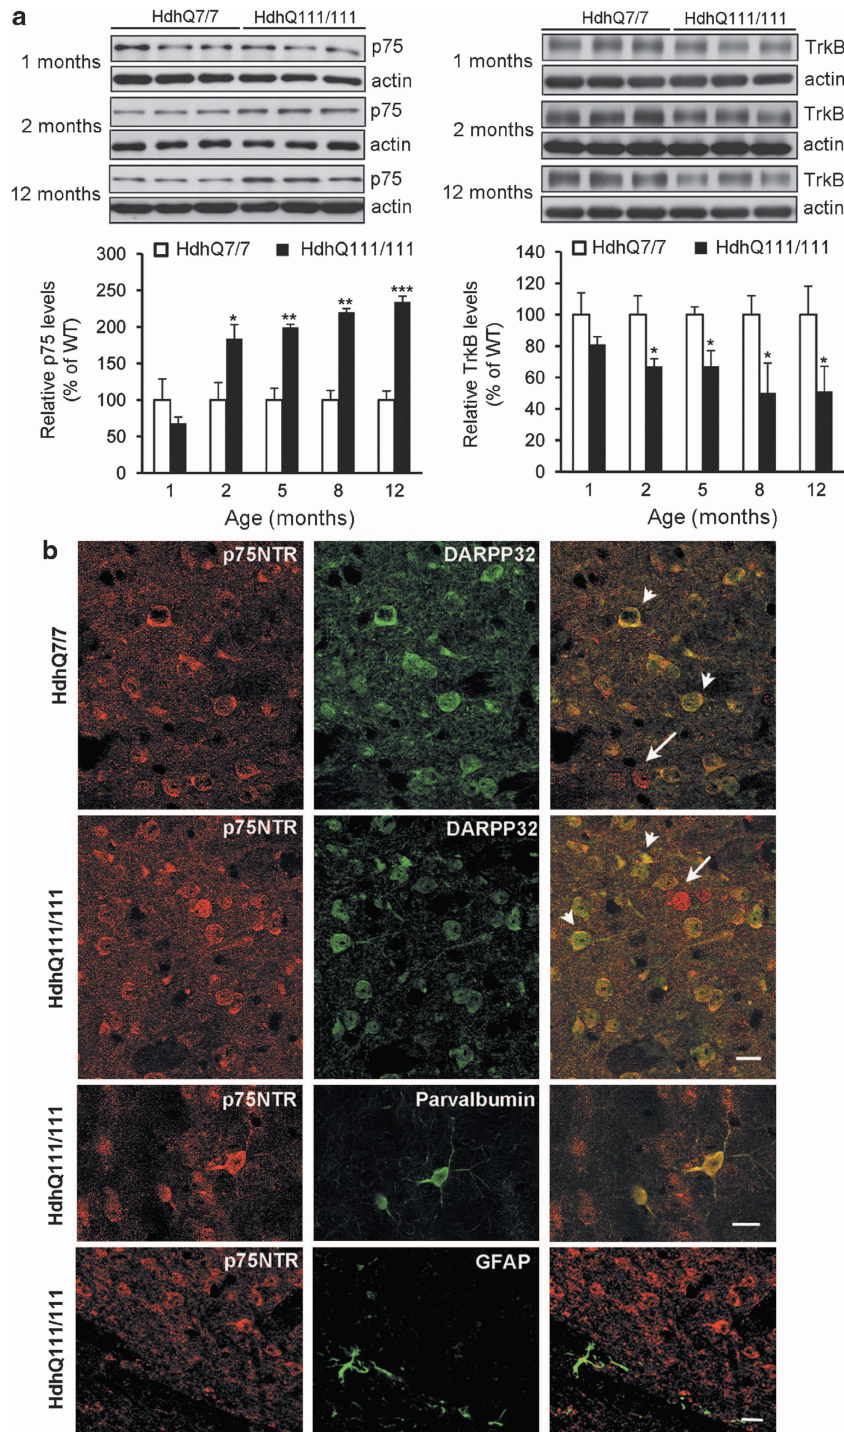 a
HdhQ7/7 HdhQ111/111
1 months p75
actin
2 months p75
actin
12 months p75
actin
HdhQ7/7 HdhQ111/111
1 months TrkB
actin
2 months TrkB
actin
12 months TrkB
actin
HdhQ7/7 HdhQ111/111
Relative p75 levels
(% of WT)
300
250
200
150
100
50
0
* ** ** ***
1 2 5 8 12
Age (months)
HdhQ7/7 HdhQ111/111
Relative TrkB levels
(% of WT)
140
120
100
80
60
40
20
0
* * * *
1 2 5 8 12
Age (months)
b
HdhQ7/7
p75NTR DARPP32
HdhQ111/111
p75NTR DARPP32
HdhQ111/111
p75NTR Parvalbumin
HdhQ111/111
p75NTR GFAP